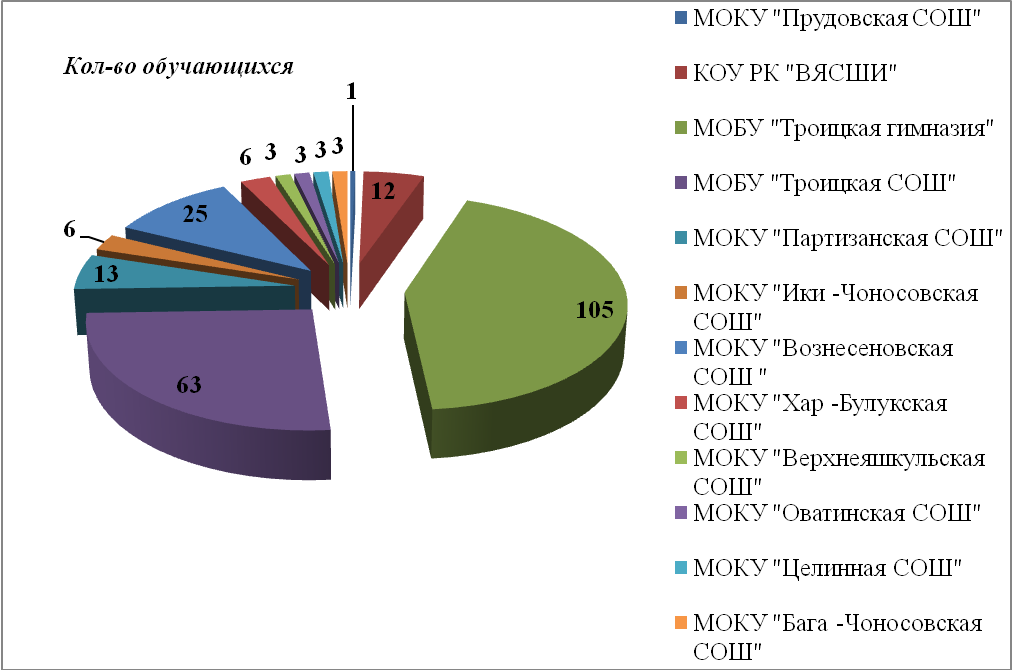 Кол-во обучающихся
1
12
105
63
13
6
25
6
3
3
3
3
МОКУ "Прудовская СОШ"
КОУ РК "ВЯСШИ"
МОБУ "Троицкая гимназия"
МОБУ "Троицкая СОШ"
МОКУ "Партизанская СОШ"
МОКУ "Ики -Чоносовская
СОШ"
МОКУ "Вознесеновская
СОШ "
МОКУ "Хар -Булукская
СОШ"
МОКУ "Верхнеяшкульская
СОШ"
МОКУ "Оватинская СОШ"
МОКУ "Целинная СОШ"
МОКУ "Бага -Чоносовская
СОШ"